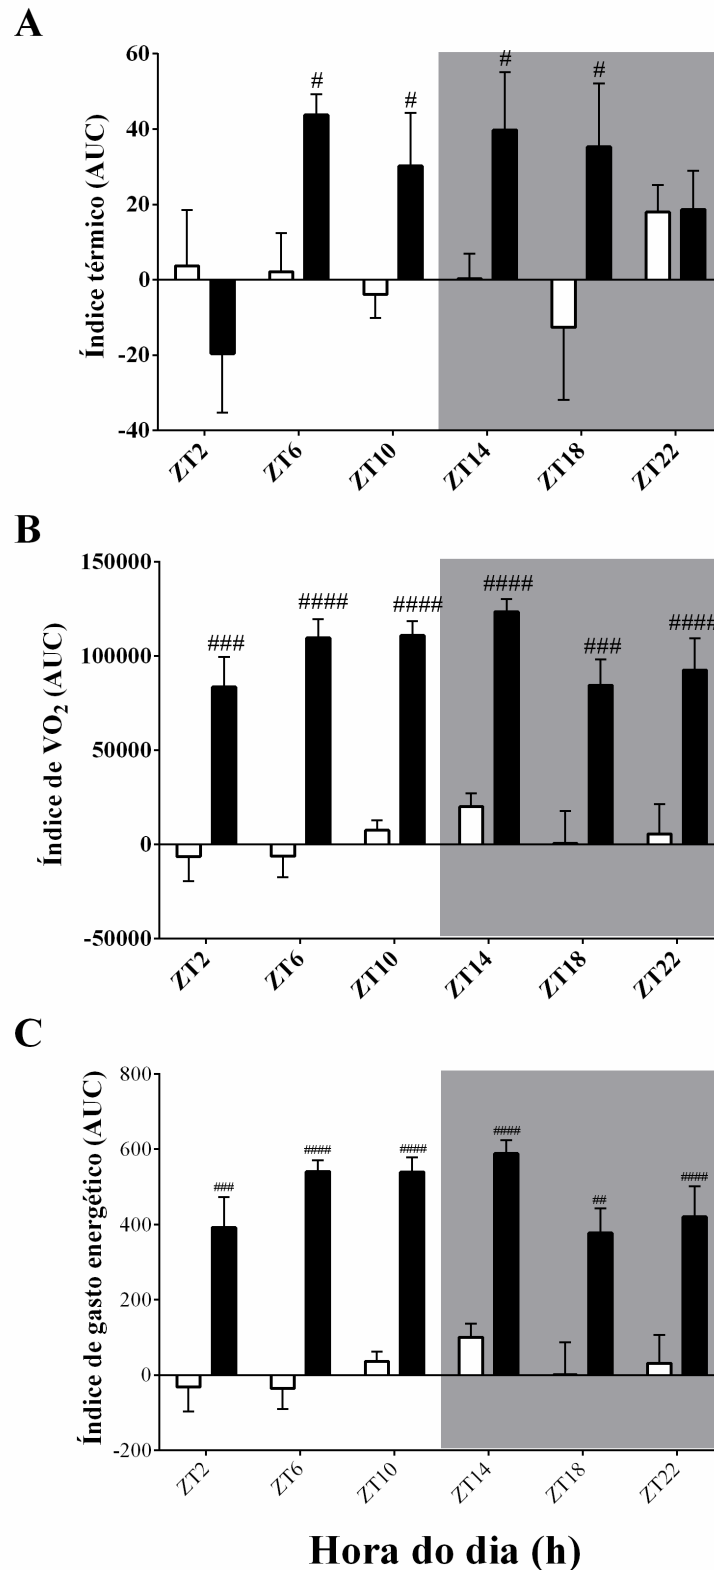 A
Índice térmico (AUC)
60
40
20
0
-20
-40
# # # #
ZT2 ZT6 ZT10 ZT14 ZT18 ZT22
B
Índice de VO₂ (AUC)
150000
100000
50000
0
-50000
### #### #### #### ### ####
ZT2 ZT6 ZT10 ZT14 ZT18 ZT22
C
Índice de gasto energético (AUC)
800
600
400
200
0
-200
### #### #### #### ## ####
ZT2 ZT6 ZT10 ZT14 ZT18 ZT22
Hora do dia (h)